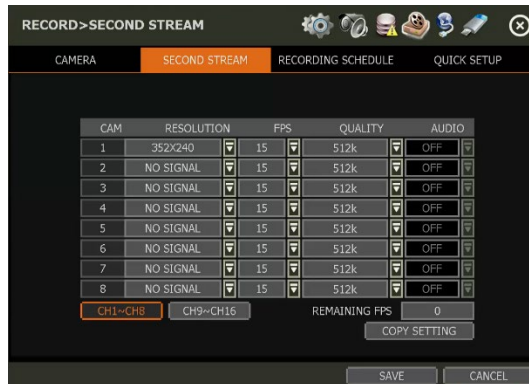 RECORD>SECOND STREAM
CAMERA SECOND STREAM RECORDING SCHEDULE QUICK SETUP
CAM RESOLUTION FPS QUALITY AUDIO
1 352X240 15 512k OFF
2 NO SIGNAL 15 512k OFF
3 NO SIGNAL 15 512k OFF
4 NO SIGNAL 15 512k OFF
5 NO SIGNAL 15 512k OFF
6 NO SIGNAL 15 512k OFF
7 NO SIGNAL 15 512k OFF
8 NO SIGNAL 15 512k OFF
CH1~CH8 CH9~CH16 REMAINING FPS 0
COPY SETTING
SAVE CANCEL